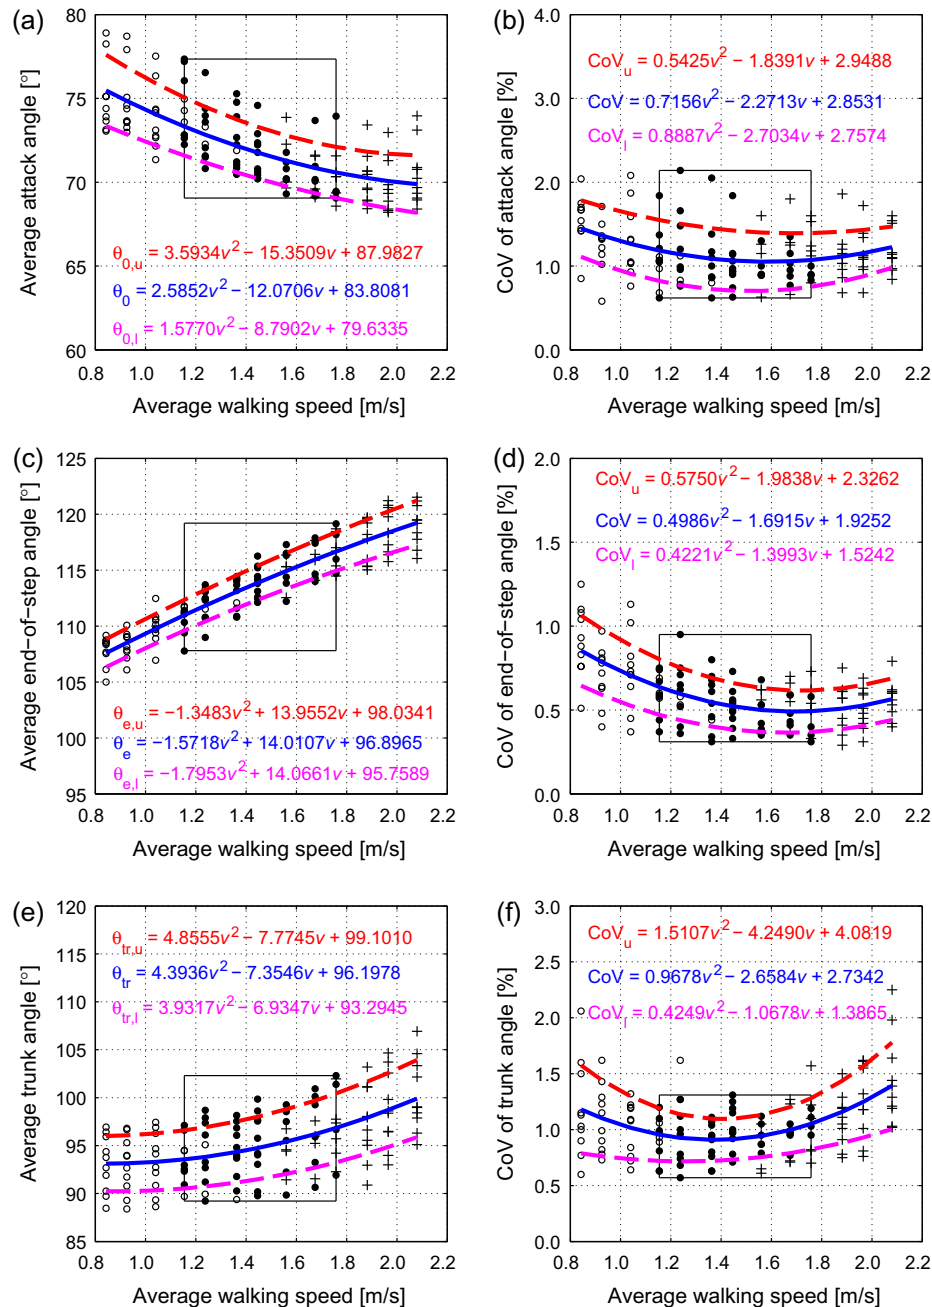 (a)
80
75
70
65
60
Average attack angle [°]
θ0,u = 3.5934v² − 15.3509v + 87.9827
θ0 = 2.5852v² − 12.0706v + 83.8081
θ0,l = 1.5770v² − 8.7902v + 79.6335
0.8 1.0 1.2 1.4 1.6 1.8 2.0 2.2
Average walking speed [m/s]
(b)
4.0
3.0
2.0
1.0
0.0
CoV of attack angle [%]
CoVu = 0.5425v² − 1.8391v + 2.9488
CoV = 0.7156v² − 2.2713v + 2.8531
CoVl = 0.8887v² − 2.7034v + 2.7574
0.8 1.0 1.2 1.4 1.6 1.8 2.0 2.2
Average walking speed [m/s]
(c)
125
120
115
110
105
100
95
Average end−of−step angle [°]
θe,u = −1.3483v² + 13.9552v + 98.0341
θe = −1.5718v² + 14.0107v + 96.8965
θe,l = −1.7953v² + 14.0661v + 95.7589
0.8 1.0 1.2 1.4 1.6 1.8 2.0 2.2
Average walking speed [m/s]
(d)
2.0
1.5
1.0
0.5
0.0
CoV of end−of−step angle [%]
CoVu = 0.5750v² − 1.9838v + 2.3262
CoV = 0.4986v² − 1.6915v + 1.9252
CoVl = 0.4221v² − 1.3993v + 1.5242
0.8 1.0 1.2 1.4 1.6 1.8 2.0 2.2
Average walking speed [m/s]
(e)
120
115
110
105
100
95
90
85
Average trunk angle [°]
θtr,u = 4.8555v² − 7.7745v + 99.1010
θtr = 4.3936v² − 7.3546v + 96.1978
θtr,l = 3.9317v² − 6.9347v + 93.2945
0.8 1.0 1.2 1.4 1.6 1.8 2.0 2.2
Average walking speed [m/s]
(f)
3.0
2.5
2.0
1.5
1.0
0.5
0.0
CoV of trunk angle [%]
CoVu = 1.5107v² − 4.2490v + 4.0819
CoV = 0.9678v² − 2.6584v + 2.7342
CoVl = 0.4249v² − 1.0678v + 1.3865
0.8 1.0 1.2 1.4 1.6 1.8 2.0 2.2
Average walking speed [m/s]